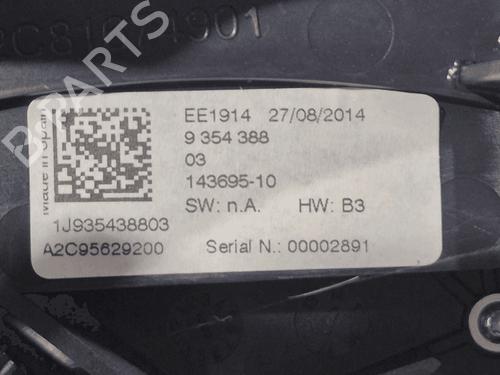 B-PARTS
Made in Spain
EE1914 27/08/2014
9 354 388
03
143695-10
SW: n.A. HW: B3
1J935438803
A2C95629200 Serial N.: 00002891